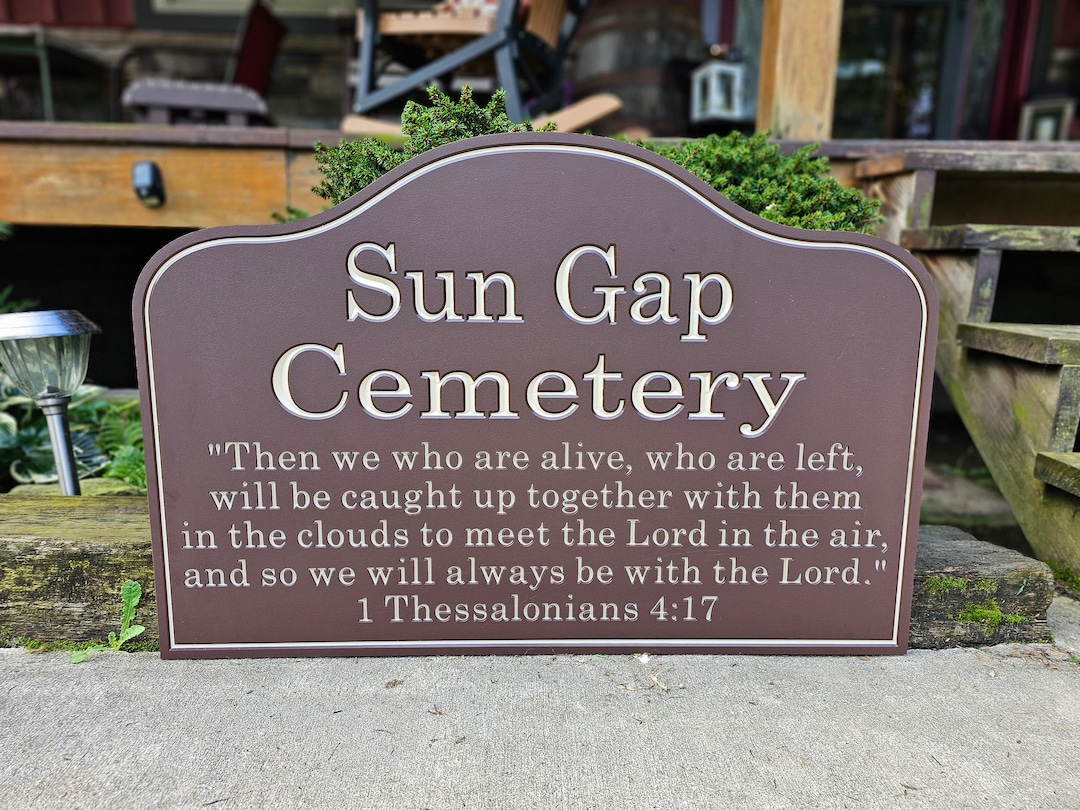 Sun Gap
Cemetery
"Then we who are alive, who are left,
will be caught up together with them
in the clouds to meet the Lord in the air,
and so we will always be with the Lord."
1 Thessalonians 4:17